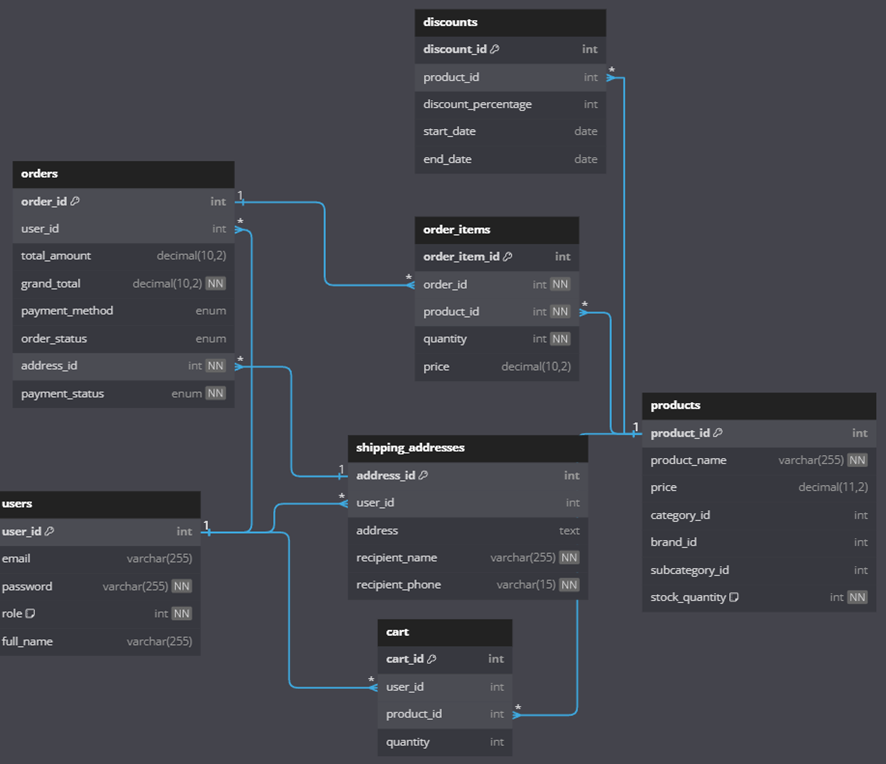 discounts
discount_id int
product_id int
discount_percentage int
start_date date
end_date date
orders
order_id int
user_id int
total_amount decimal(10,2)
grand_total decimal(10,2) NN
payment_method enum
order_status enum
address_id int NN
payment_status enum NN
order_items
order_item_id int
order_id int NN
product_id int NN
quantity int NN
price decimal(10,2)
products
product_id int
product_name varchar(255) NN
price decimal(11,2)
category_id int
brand_id int
subcategory_id int
stock_quantity int NN
shipping_addresses
address_id int
user_id int
address text
recipient_name varchar(255) NN
recipient_phone varchar(15) NN
users
user_id int
email varchar(255)
password varchar(255) NN
role int NN
full_name varchar(255)
cart
cart_id int
user_id int
product_id int
quantity int
1
*
*
1
*
*
*
1
*
1
*
*
*
1